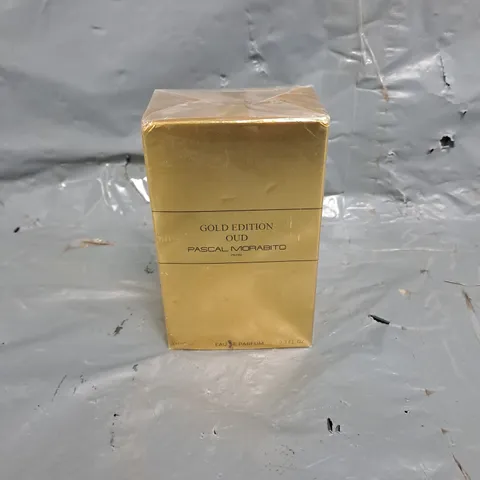 GOLD EDITION
OUD
PASCAL MORABITO
PARIS
EAU DE PARFUM